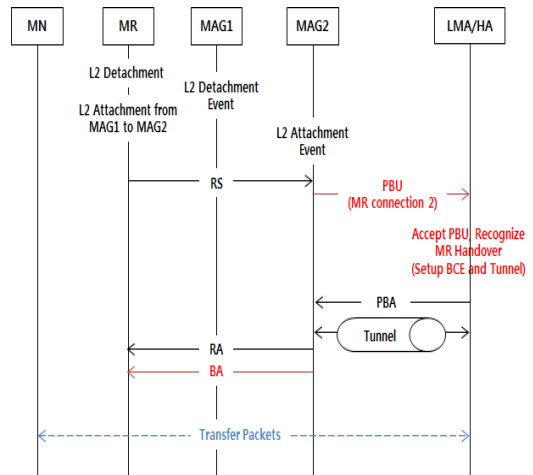 MN
MR
MAG1
MAG2
LMA/HA
L2 Detachment
L2 Attachment from
MAG1 to MAG2
L2 Detachment
Event
L2 Attachment
Event
RS
PBU
(MR connection 2)
Accept PBU, Recognize
MR Handover
(Setup BCE and Tunnel)
PBA
Tunnel
RA
BA
Transfer Packets